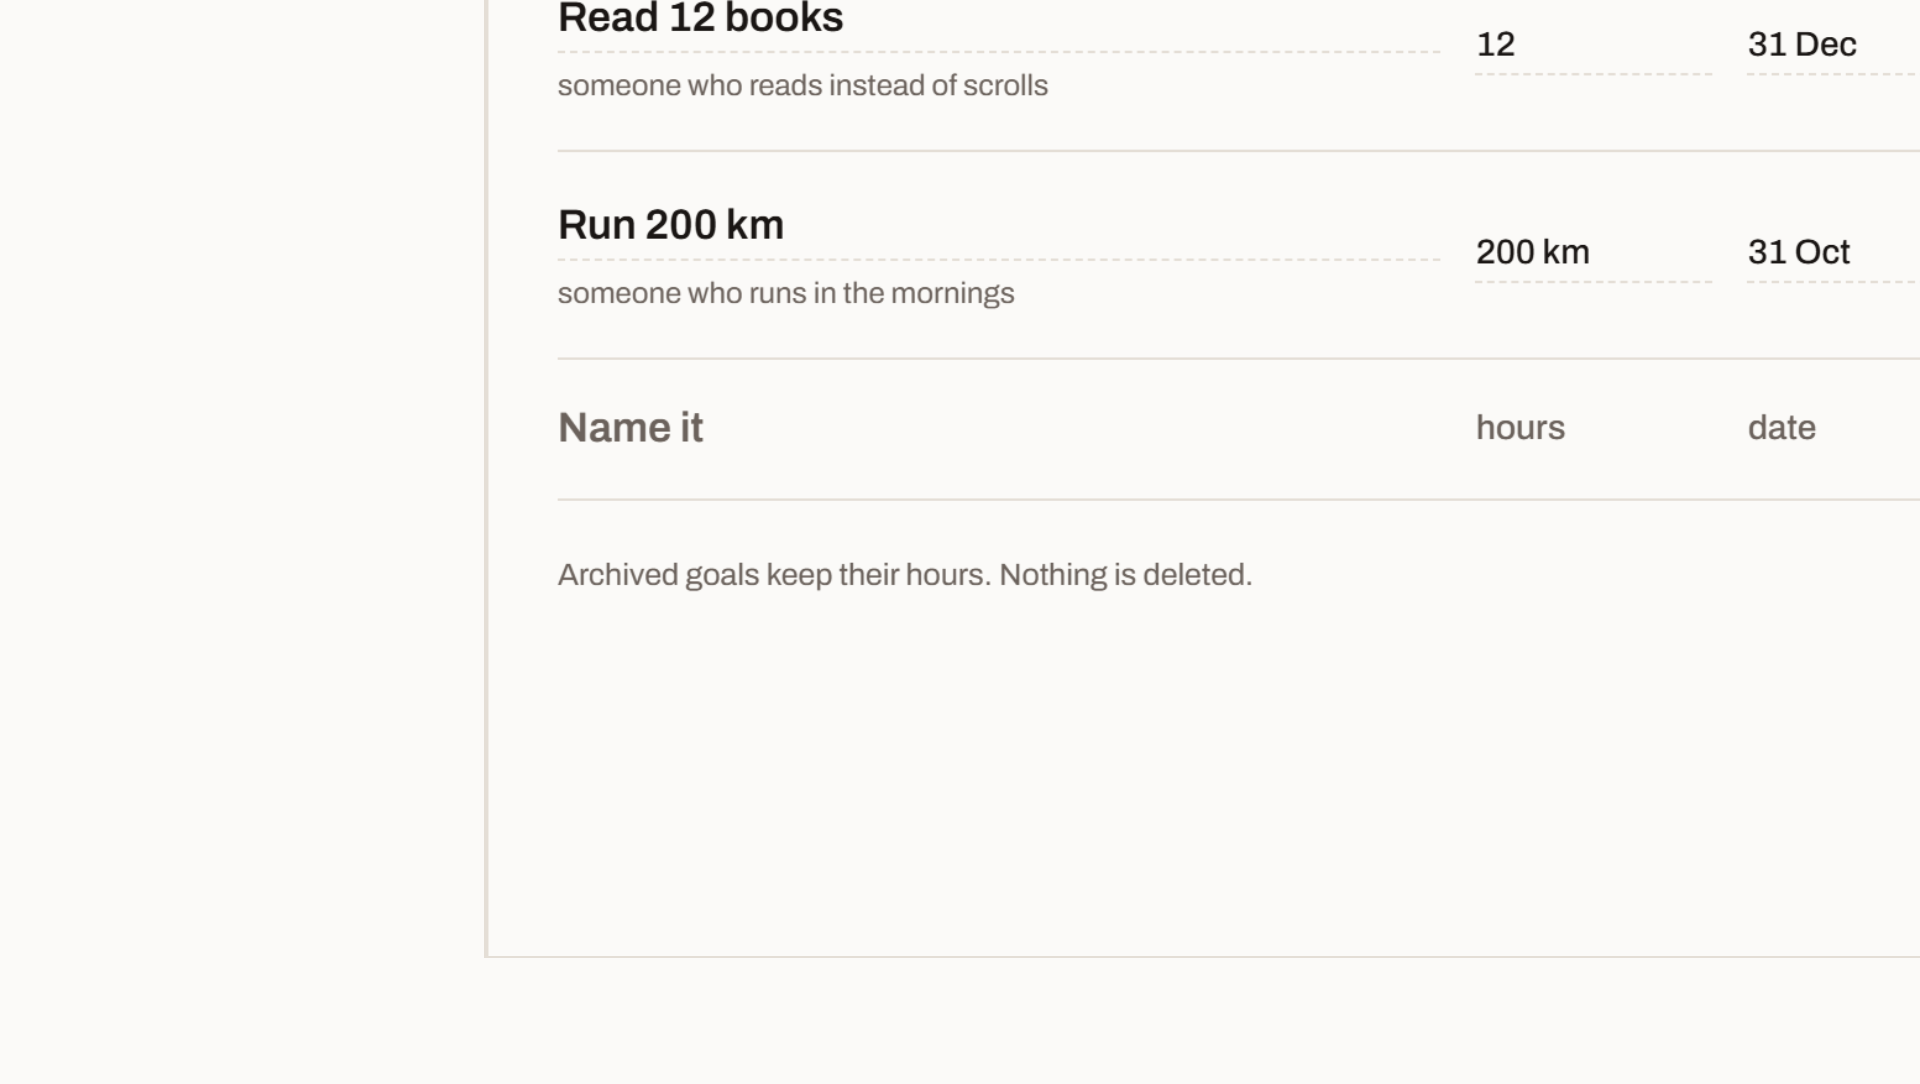 Read 12 books
12
31 Dec
someone who reads instead of scrolls
Run 200 km
200 km
31 Oct
someone who runs in the mornings
Name it
hours
date
Archived goals keep their hours. Nothing is deleted.